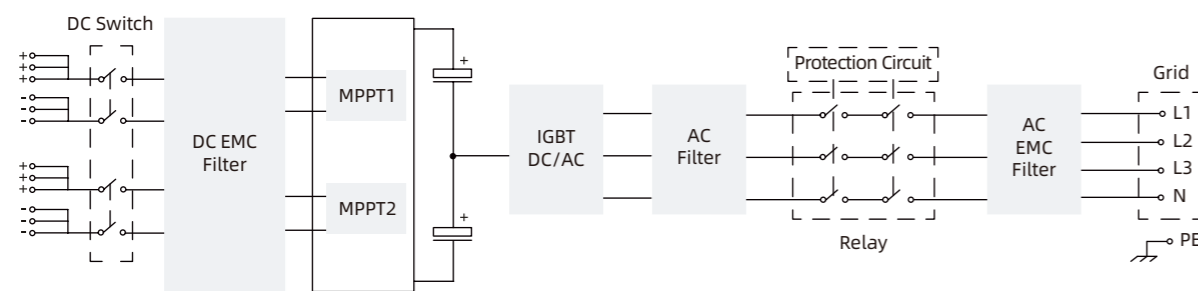 DC Switch
+
+
+
-
-
-
+
+
+
-
-
-
DC EMC
Filter
MPPT1
MPPT2
+
+
IGBT
DC/AC
AC
Filter
Protection Circuit
Relay
AC
EMC
Filter
Grid
L1
L2
L3
N
PE